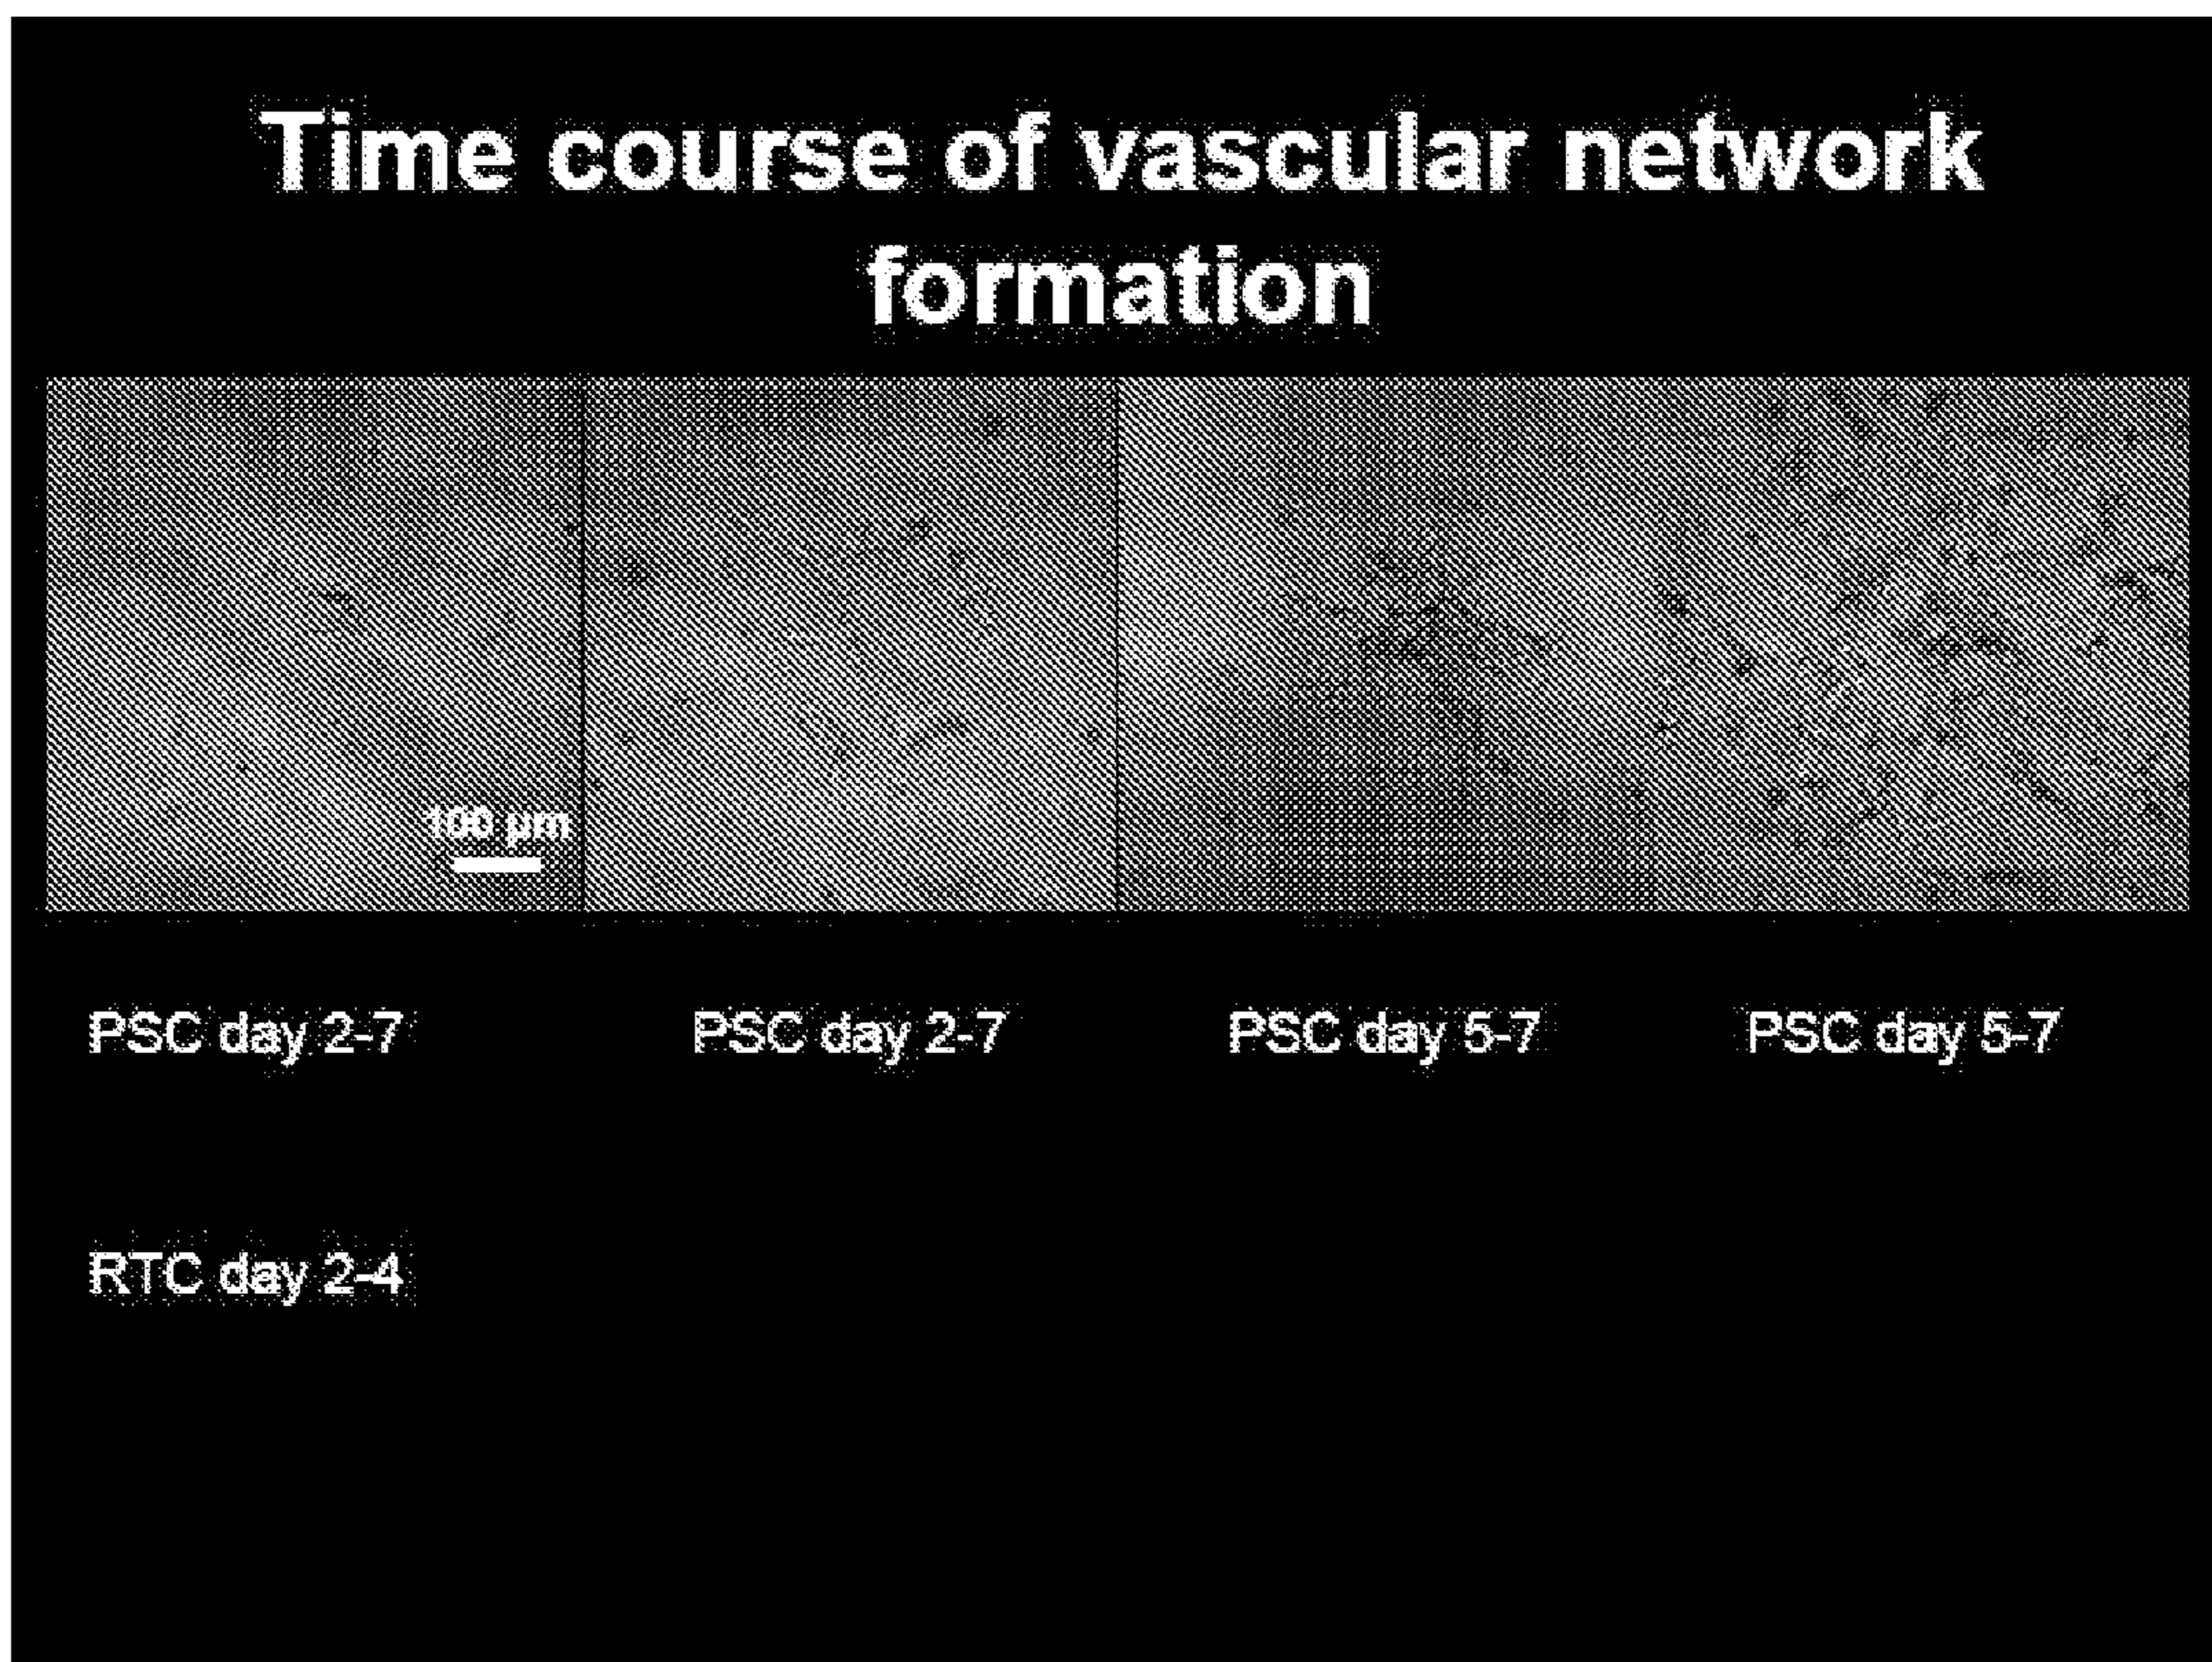 Time course of vascular network
formation
100 µm
PSC day 2-7
PSC day 2-7
PSC day 5-7
PSC day 5-7
RTC day 2-4